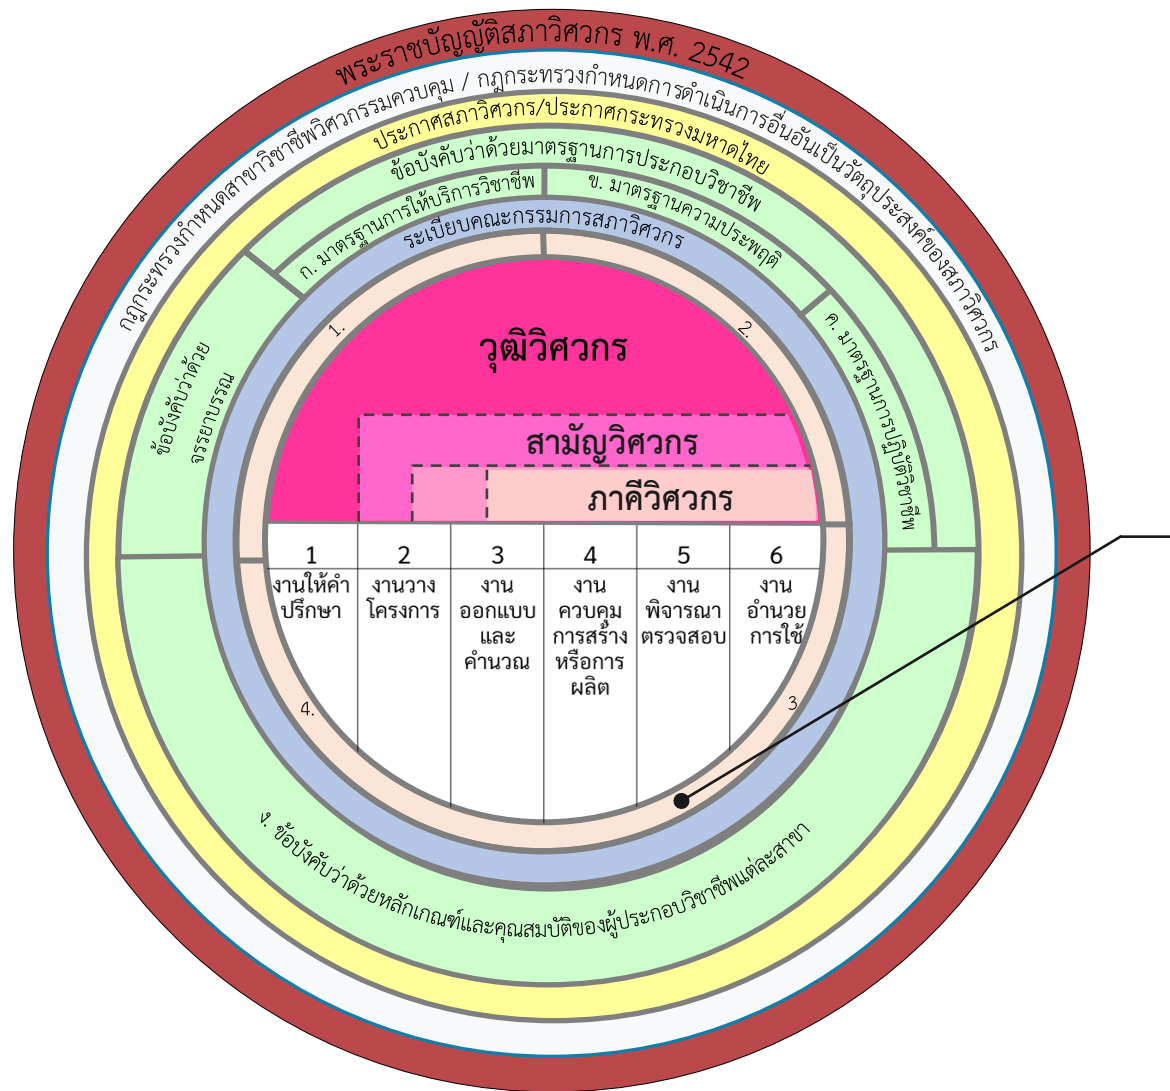 พระราชบัญญัติสภาวิศวกร พ.ศ. 2542
กฎกระทรวงกำหนดสาขาวิชาชีพวิศวกรรมควบคุม / กฎกระทรวงกำหนดการดำเนินการอื่นอันเป็นวัตถุประสงค์ของสภาวิศวกร
ประกาศสภาวิศวกร/ประกาศกระทรวงมหาดไทย
ข้อบังคับว่าด้วยมาตรฐานการประกอบวิชาชีพ
ก. มาตรฐานการให้บริการวิชาชีพ
ข. มาตรฐานความประพฤติ
ค. มาตรฐานการปฏิบัติวิชาชีพ
ข้อบังคับว่าด้วย
จรรยาบรรณ
ระเบียบคณะกรรมการสภาวิศวกร
1.
2.
วุฒิวิศวกร
สามัญวิศวกร
ภาคีวิศวกร
1 2 3 4 5 6
งานให้คำ
ปรึกษา
งานวาง
โครงการ
งาน
ออกแบบ
และ
คำนวณ
งาน
ควบคุม
การสร้าง
หรือการ
ผลิต
งาน
พิจารณา
ตรวจสอบ
งาน
อำนวย
การใช้
4.
3
ง. ข้อบังคับว่าด้วยหลักเกณฑ์และคุณสมบัติของผู้ประกอบวิชาชีพแต่ละสาขา